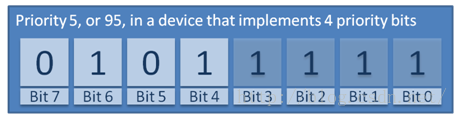 Priority 5, or 95, in a device that implements 4 priority bits
0 1 0 1 1 1 1 1
Bit 7 Bit 6 Bit 5 Bit 4 Bit 3 Bit 2 Bit 1 Bit 0